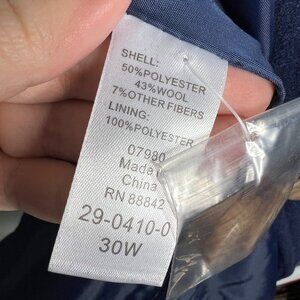 SHELL:
50%POLYESTER
43%WOOL
7%OTHER FIBERS
LINING:
100%POLYESTER
07980
Made
China
RN 88842
29-0410-0
30W